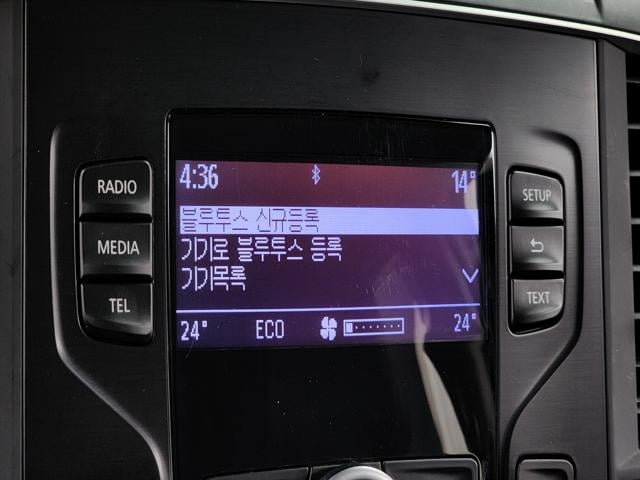 RADIO
MEDIA
TEL
4:36 14°
블루투스 신규등록
기기로 블루투스 등록
기기목록
24° ECO 24°
SETUP
TEXT